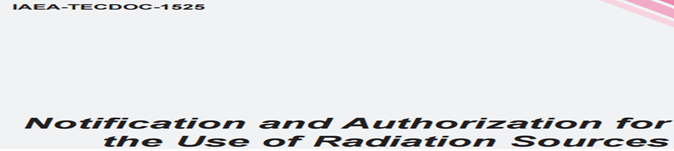 IAEA-TECDOC-1525
Notification and Authorization for
the Use of Radiation Sources